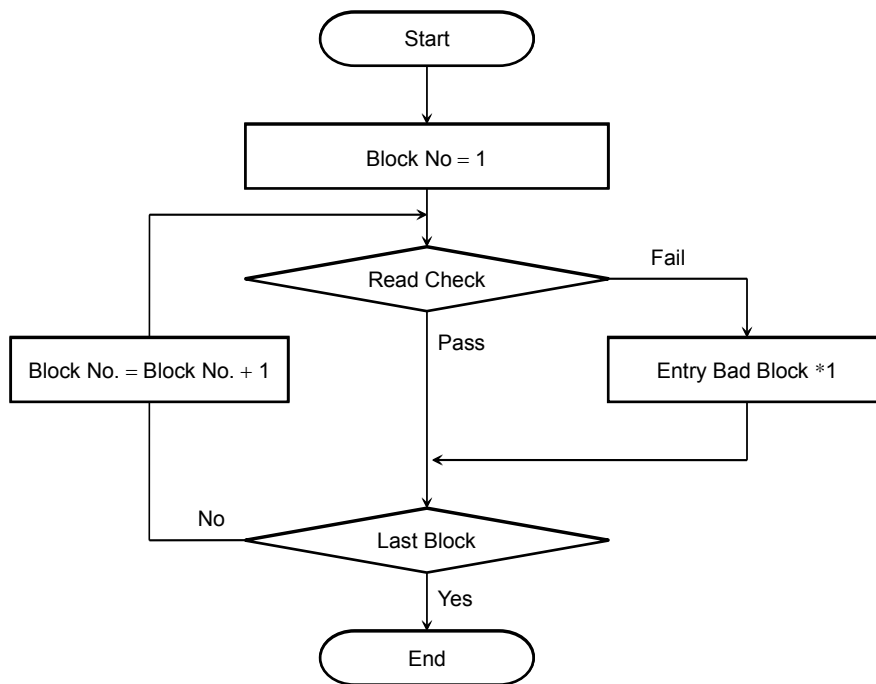 Start
Block No = 1
Read Check
Fail
Pass
Block No. = Block No. + 1
Entry Bad Block *1
No
Last Block
Yes
End